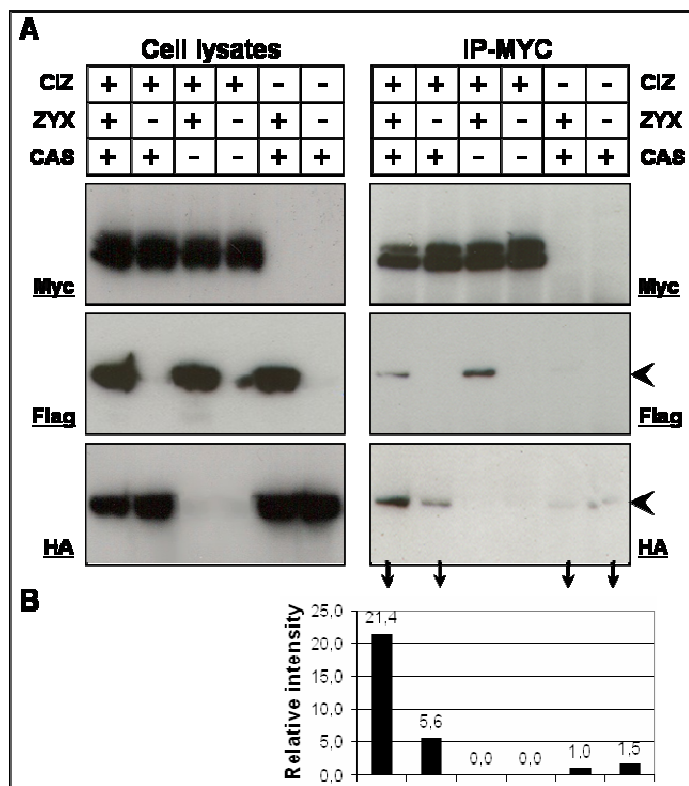 A
Cell lysates IP-MYC
CIZ + + + + - - + + + + - - CIZ
ZYX + - + - + - + - + - + - ZYX
CAS + + - - + + + + - - + + CAS
Myc Myc
Flag Flag
HA HA
B
Relative intensity
25,0
21,4
20,0
15,0
10,0
5,6
5,0
0,0 0,0 1,0 1,5
0,0